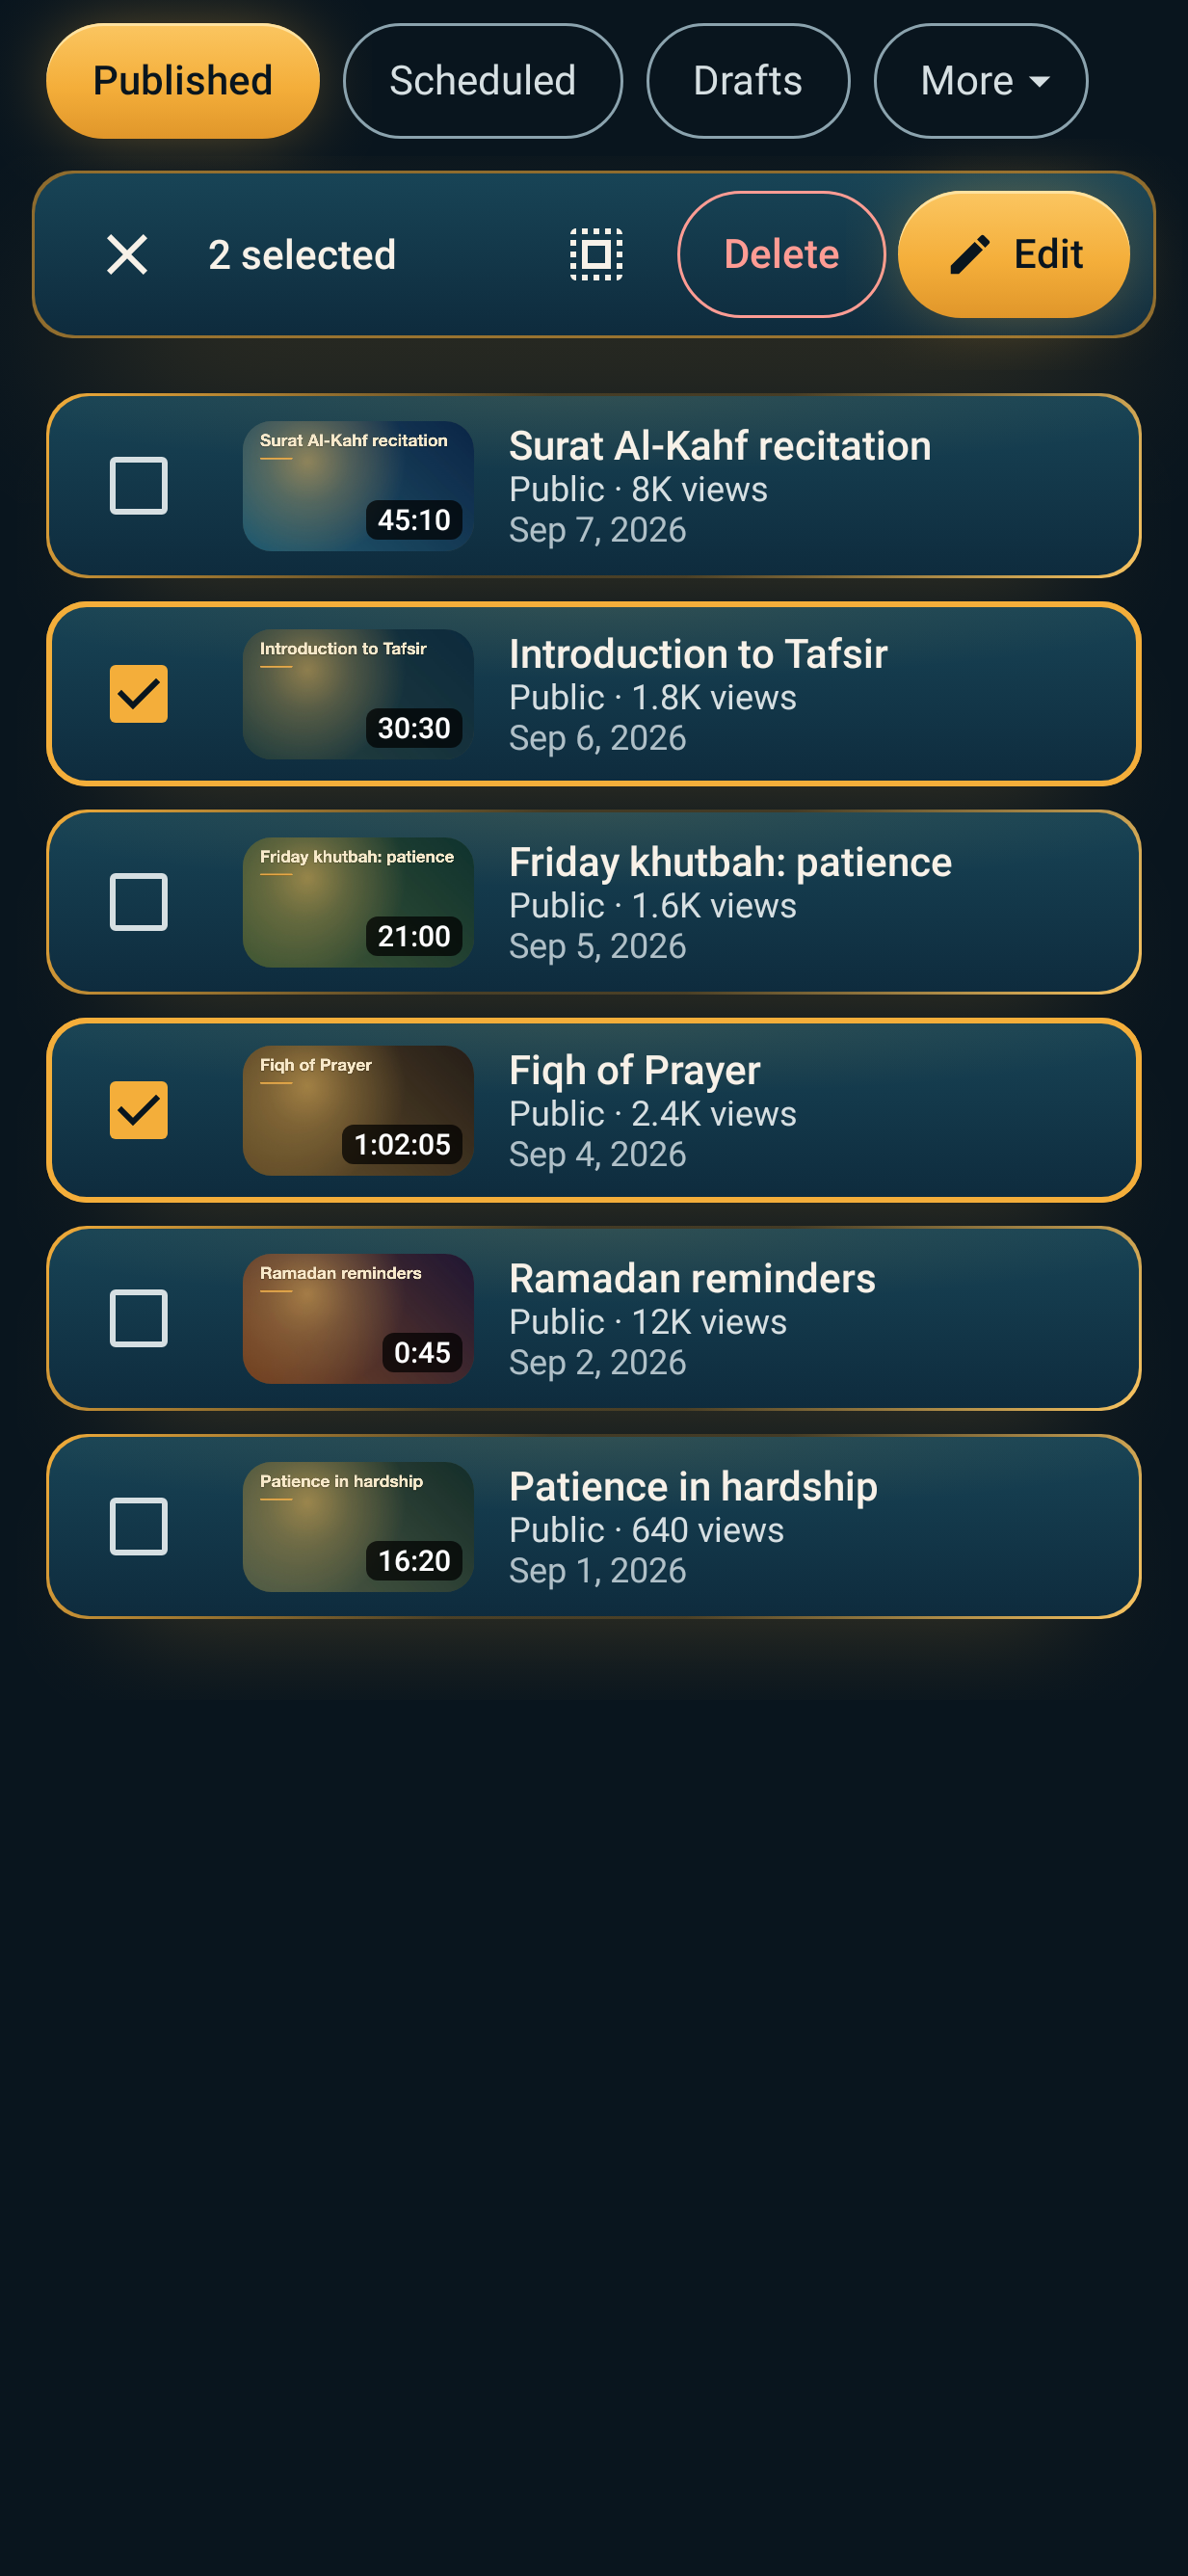 Published
Scheduled
Drafts
More
2 selected
Delete
Edit
Surat Al-Kahf recitation
45:10
Surat Al-Kahf recitation
Public · 8K views
Sep 7, 2026
Introduction to Tafsir
30:30
Introduction to Tafsir
Public · 1.8K views
Sep 6, 2026
Friday khutbah: patience
21:00
Friday khutbah: patience
Public · 1.6K views
Sep 5, 2026
Fiqh of Prayer
1:02:05
Fiqh of Prayer
Public · 2.4K views
Sep 4, 2026
Ramadan reminders
0:45
Ramadan reminders
Public · 12K views
Sep 2, 2026
Patience in hardship
16:20
Patience in hardship
Public · 640 views
Sep 1, 2026